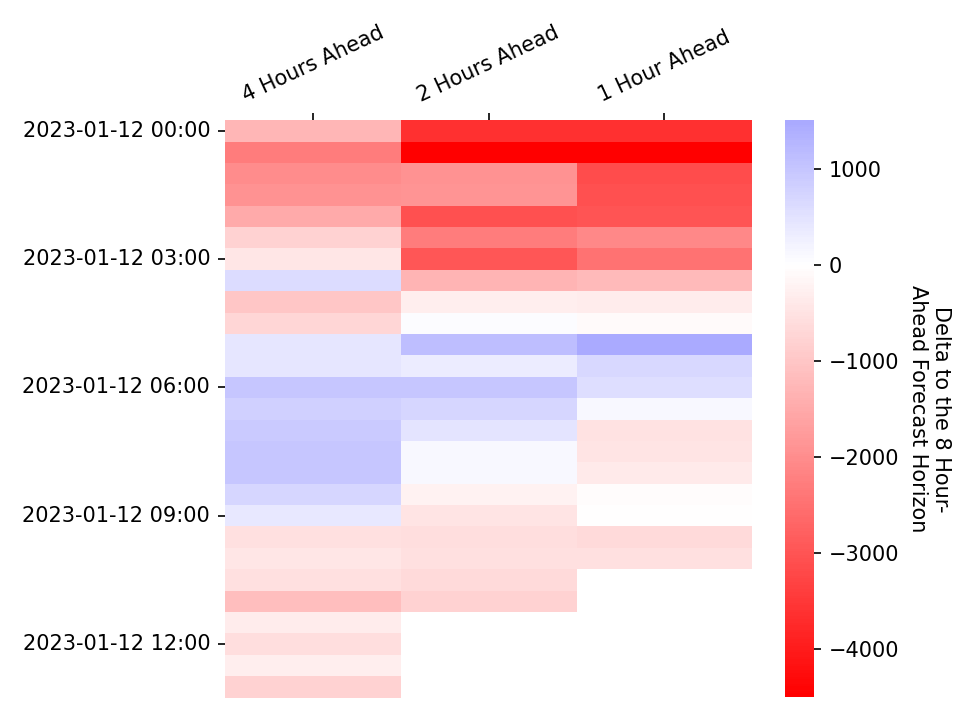 4 Hours Ahead
2 Hours Ahead
1 Hour Ahead
2023-01-12 00:00
2023-01-12 03:00
2023-01-12 06:00
2023-01-12 09:00
2023-01-12 12:00
1000
0
−1000
−2000
−3000
−4000
Delta to the 8 Hour-
Ahead Forecast Horizon